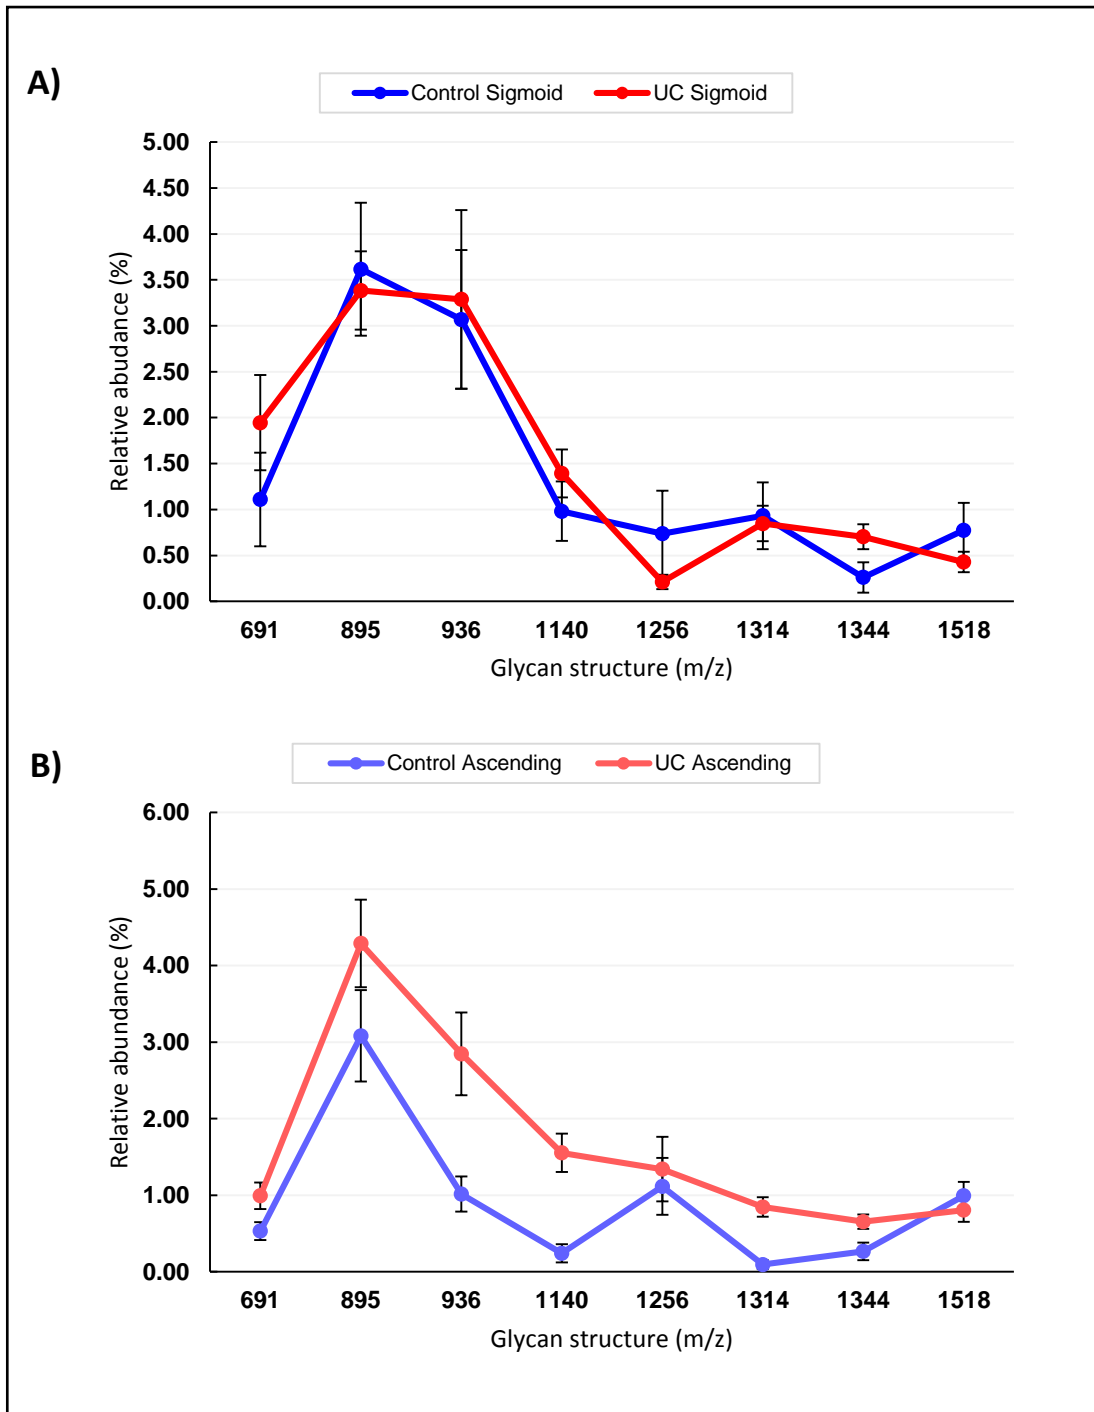 A)
Control Sigmoid UC Sigmoid
5.00
4.50
4.00
3.50
3.00
2.50
2.00
1.50
1.00
0.50
0.00
Relative abudance (%)
691 895 936 1140 1256 1314 1344 1518
Glycan structure (m/z)
B)
Control Ascending UC Ascending
6.00
5.00
4.00
3.00
2.00
1.00
0.00
Relative abundance (%)
691 895 936 1140 1256 1314 1344 1518
Glycan structure (m/z)